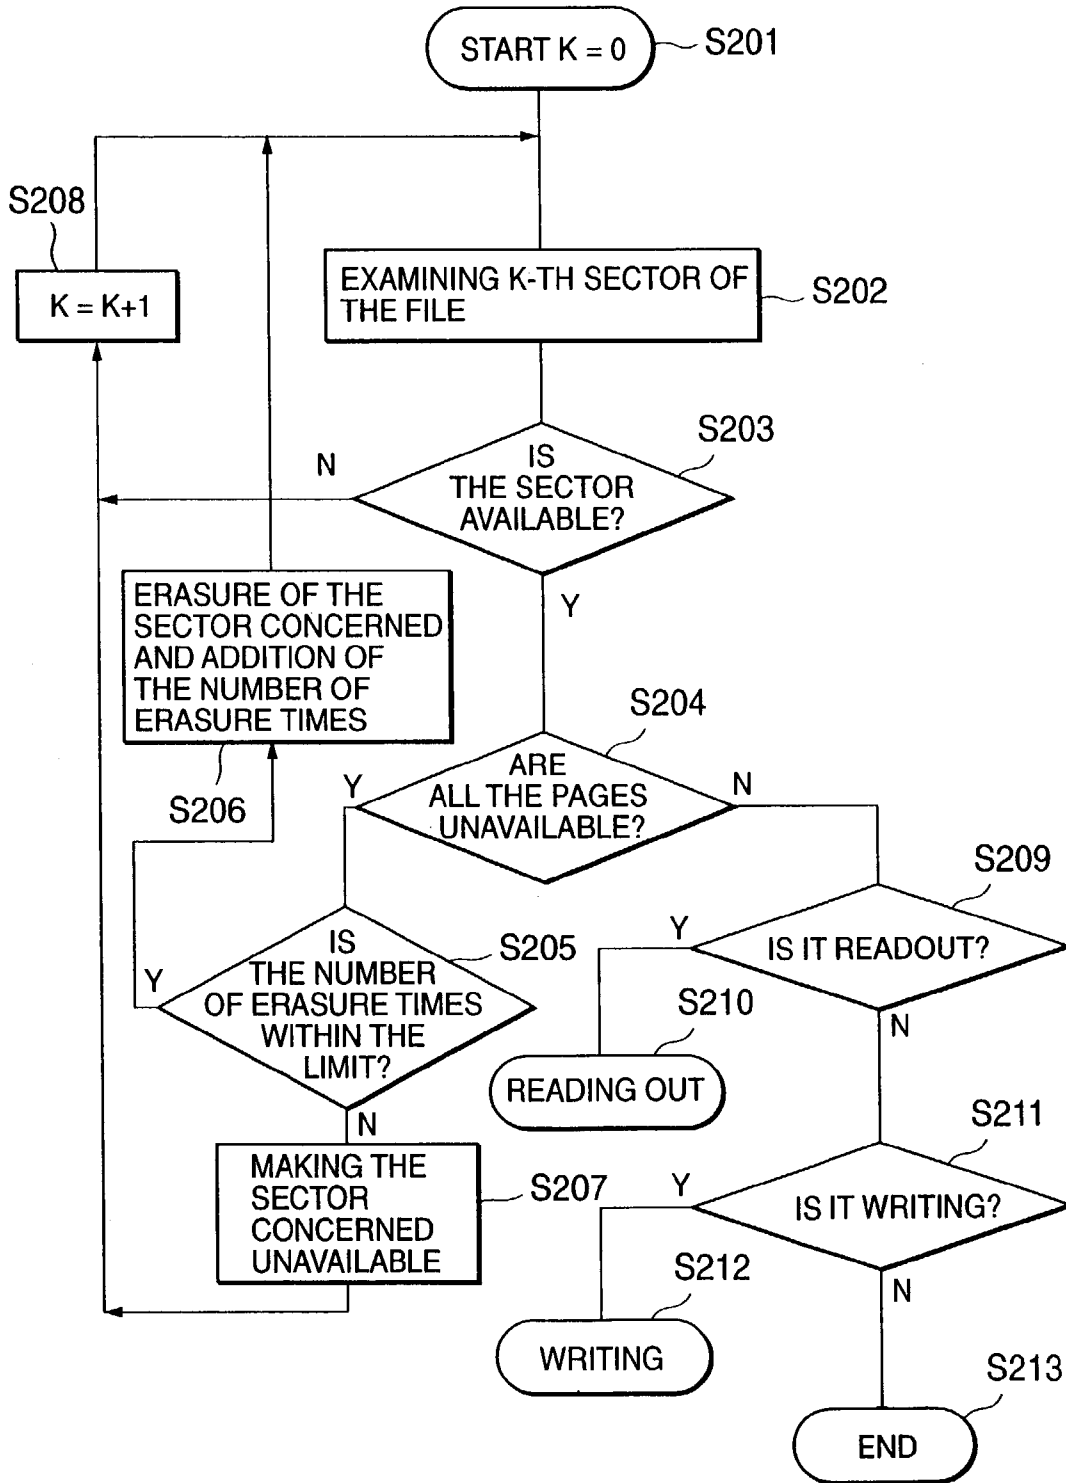 START K = 0
S201
S208
K = K+1
EXAMINING K-TH SECTOR OF
THE FILE
S202
S203
N
IS
THE SECTOR
AVAILABLE?
Y
ERASURE OF THE
SECTOR CONCERNED
AND ADDITION OF
THE NUMBER OF
ERASURE TIMES
S206
S204
Y
ARE
ALL THE PAGES
UNAVAILABLE?
N
S209
Y
IS IT READOUT?
N
S205
Y
IS
THE NUMBER
OF ERASURE TIMES
WITHIN THE
LIMIT?
N
S210
READING OUT
S211
Y
IS IT WRITING?
N
MAKING THE
SECTOR
CONCERNED
UNAVAILABLE
S207
S212
WRITING
S213
END